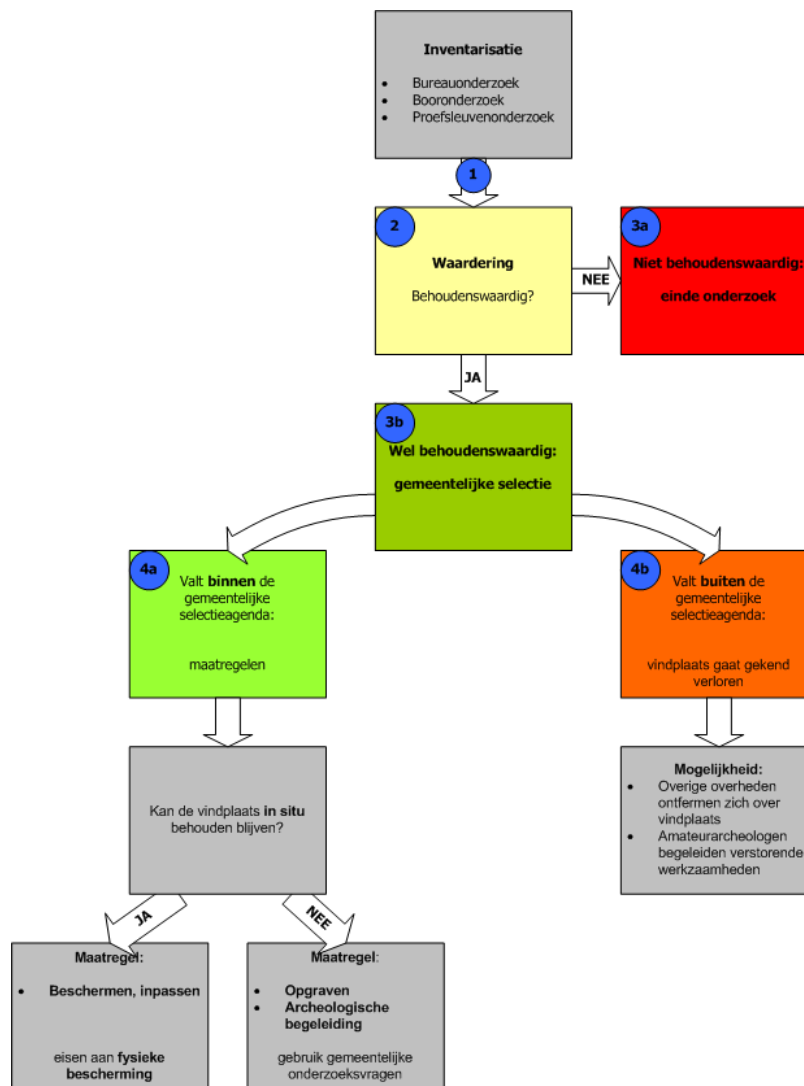 Inventarisatie
• Bureauonderzoek
• Booronderzoek
• Proefsleuvenonderzoek
1
2
Waardering
Behoudenswaardig?
NEE
3a
Niet behoudenswaardig:
einde onderzoek
JA
3b
Wel behoudenswaardig:
gemeentelijke selectie
4a
Valt binnen de
gemeentelijke
selectieagenda:
maatregelen
4b
Valt buiten de
gemeentelijke
selectieagenda:
vindplaats gaat gekend
verloren
Kan de vindplaats in situ
behouden blijven?
Mogelijkheid:
• Overige overheden
ontfermen zich over
vindplaats
• Amateurarcheologen
begeleiden verstorende
werkzaamheden
JA
NEE
Maatregel:
• Beschermen, inpassen
eisen aan fysieke
bescherming
Maatregel:
• Opgraven
• Archeologische
begeleiding
gebruik gemeentelijke
onderzoeksvragen